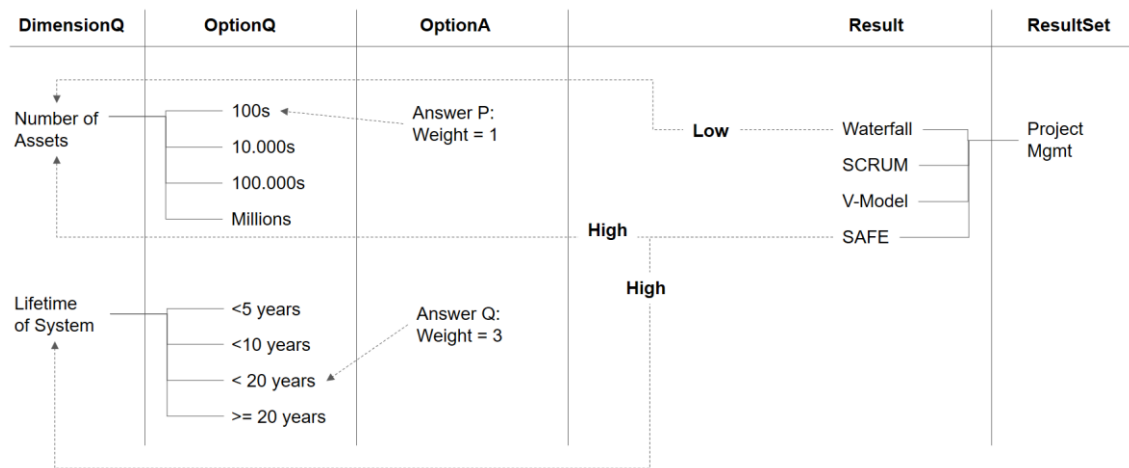 DimensionQ
OptionQ
OptionA
Result
ResultSet
Number of
Assets
100s
10.000s
100.000s
Millions
Answer P:
Weight = 1
Low
High
High
Waterfall
SCRUM
V-Model
SAFE
Project
Mgmt
Lifetime
of System
<5 years
<10 years
< 20 years
>= 20 years
Answer Q:
Weight = 3